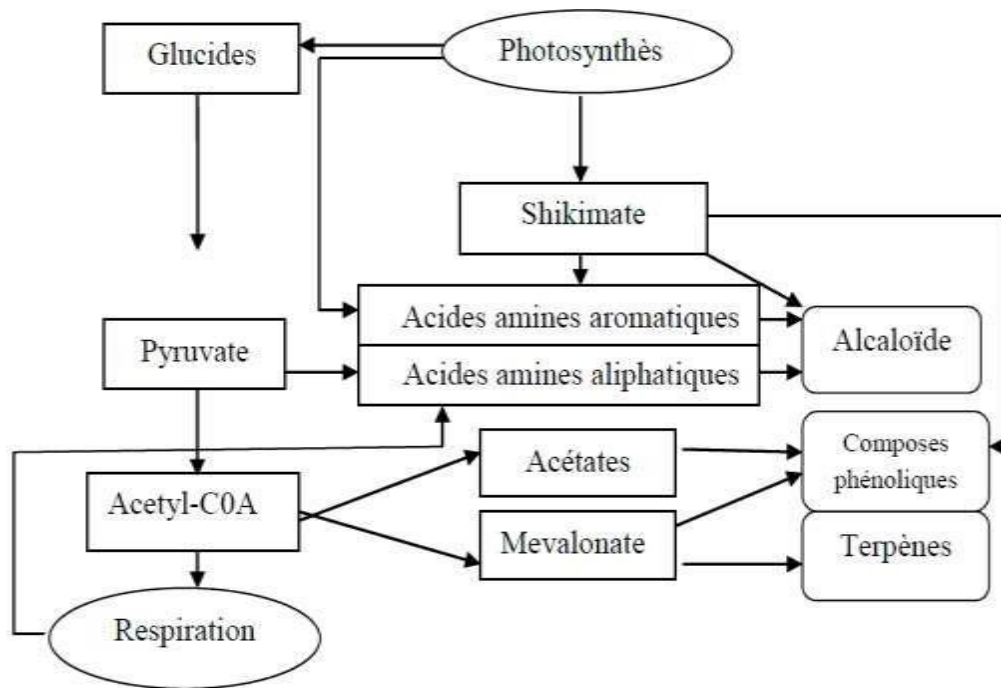 Glucides
Photosynthès
Shikimate
Acides amines aromatiques
Pyruvate
Acides amines aliphatiques
Alcaloïde
Acétates
Composes
phénoliques
Acetyl-C0A
Mevalonate
Terpènes
Respiration